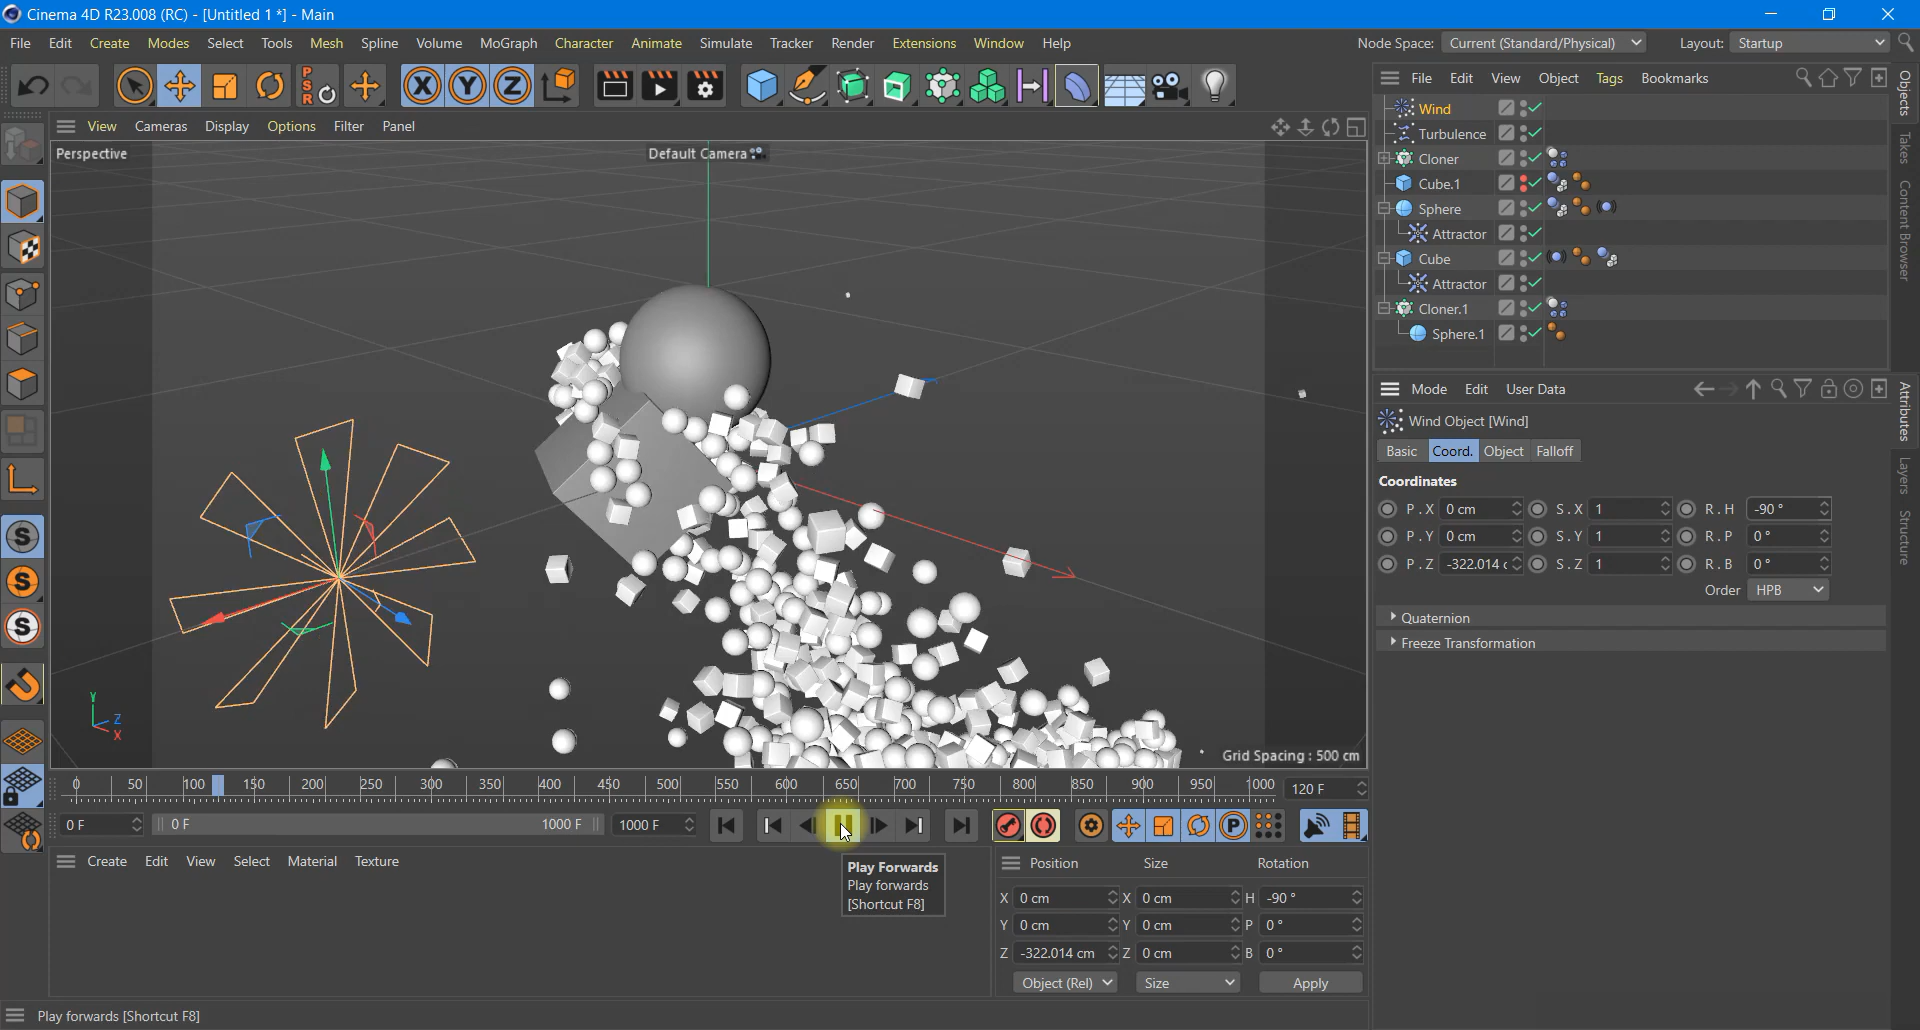 Cinema 4D R23.008 (RC) - [Untitled 1 *] - Main
File Edit Create Modes Select Tools Mesh Spline Volume MoGraph Character Animate Simulate Tracker Render Extensions Window Help
Node Space: Current (Standard/Physical) Layout: Startup
PSR X Y Z
File Edit View Object Tags Bookmarks
View Cameras Display Options Filter Panel
Perspective
Default Camera
Wind
Turbulence
Cloner
Cube.1
Sphere
Attractor
Cube
Attractor
Cloner.1
Sphere.1
Objects
Takes
Content Browser
Attributes
Layers
Structure
Mode Edit User Data
Wind Object [Wind]
Basic Coord. Object Falloff
Coordinates
P . X 0 cm S . X 1 R . H -90 °
P . Y 0 cm S . Y 1 R . P 0 °
P . Z -322.014 c S . Z 1 R . B 0 °
Order HPB
Quaternion
Freeze Transformation
S
S
S
Y
Z
X
Grid Spacing : 500 cm
0 50 100 150 200 250 300 350 400 450 500 550 600 650 700 750 800 850 900 950 1000 120 F
0 F 0 F 1000 F 1000 F P
Create Edit View Select Material Texture
Play Forwards
Play forwards
[Shortcut F8]
Position Size Rotation
X 0 cm X 0 cm H -90 °
Y 0 cm Y 0 cm P 0 °
Z -322.014 cm Z 0 cm B 0 °
Object (Rel) Size Apply
Play forwards [Shortcut F8]